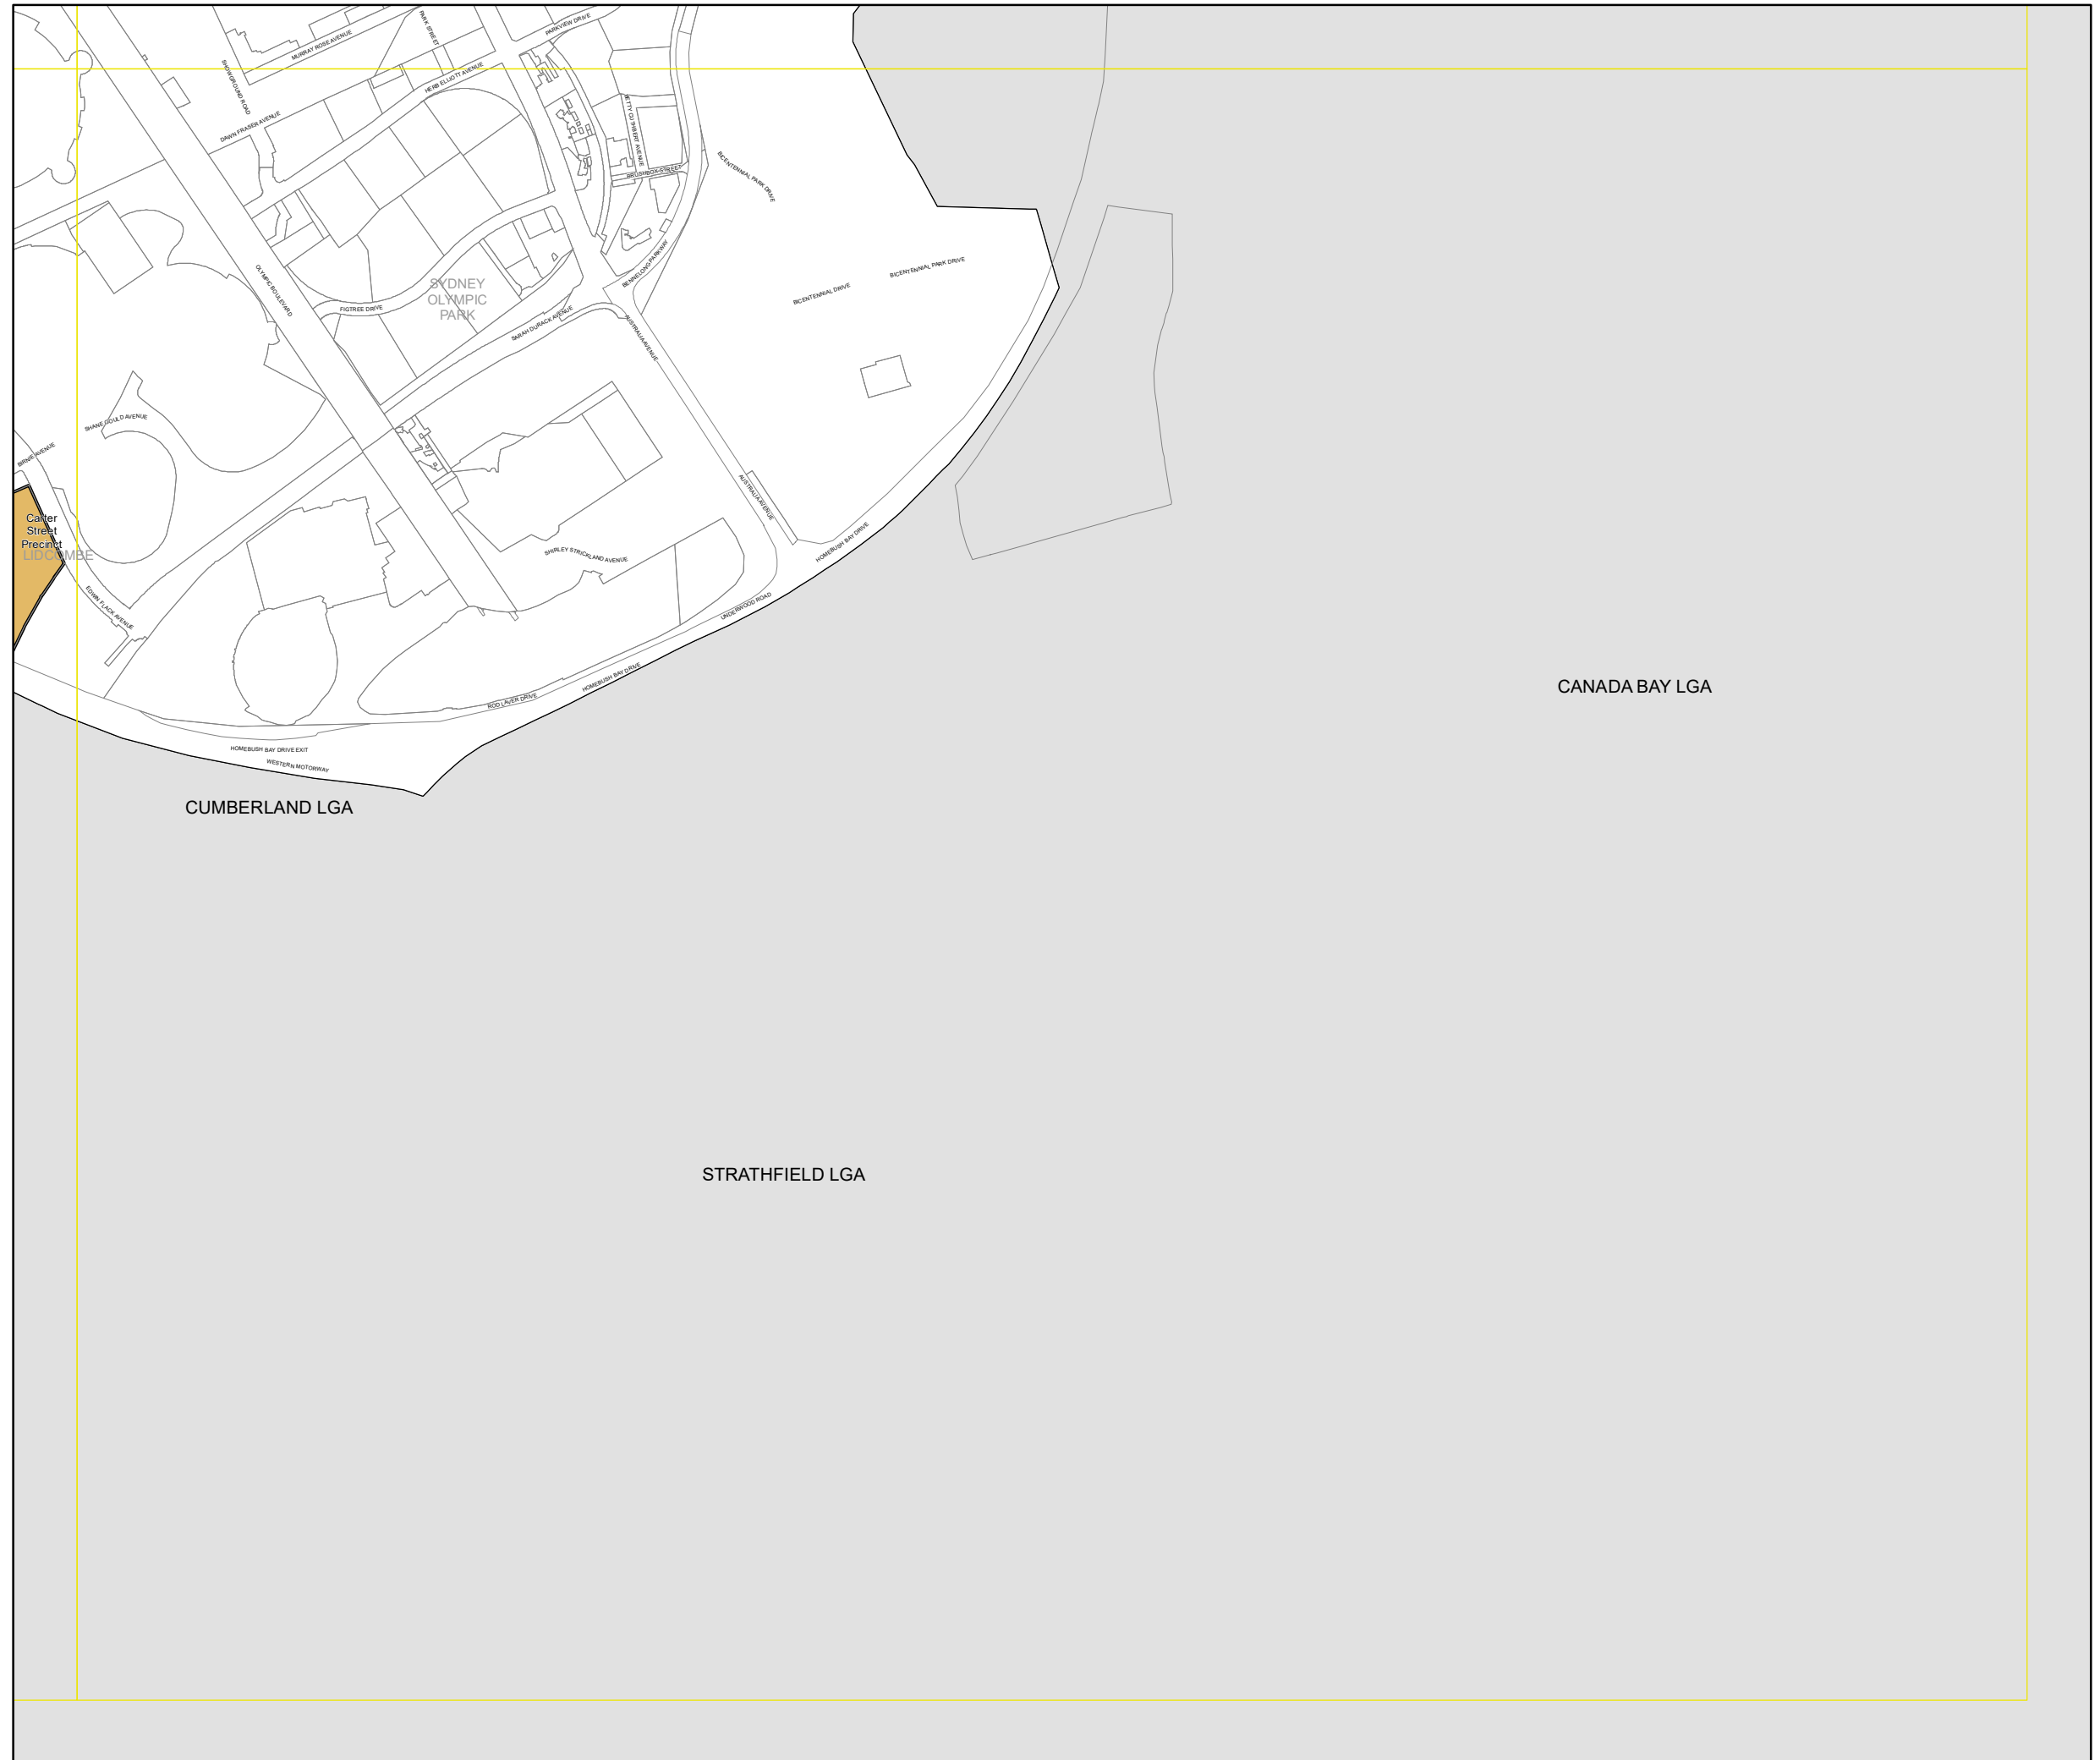 PARK STREET
PARKVIEW DRIVE
MURRAY ROSE AVENUE
SHOWGROUND ROAD
HERB ELLIOTT AVENUE
DAWN FRASER AVENUE
BETTY CUTHBERT AVENUE
BRUSHBOX STREET
BICENTENNIAL PARK DRIVE
BENNELONG PARKWAY
BICENTENNIAL PARK DRIVE
BICENTENNIAL DRIVE
OLYMPIC BOULEVARD
SYDNEY
OLYMPIC
PARK
FIGTREE DRIVE
SARAH DURACK AVENUE
AUSTRALIA AVENUE
SHANE GOULD AVENUE
BIRNIE AVENUE
AUSTRALIA AVENUE
Carter
Street
Precinct
LIDCOMBE
HOMEBUSH BAY DRIVE
SHIRLEY STRICKLAND AVENUE
EDWIN FLACK AVENUE
UNDERWOOD ROAD
HOMEBUSH BAY DRIVE
ROD LAVER DRIVE
CANADA BAY LGA
HOMEBUSH BAY DRIVE EXIT
WESTERN MOTORWAY
CUMBERLAND LGA
STRATHFIELD LGA